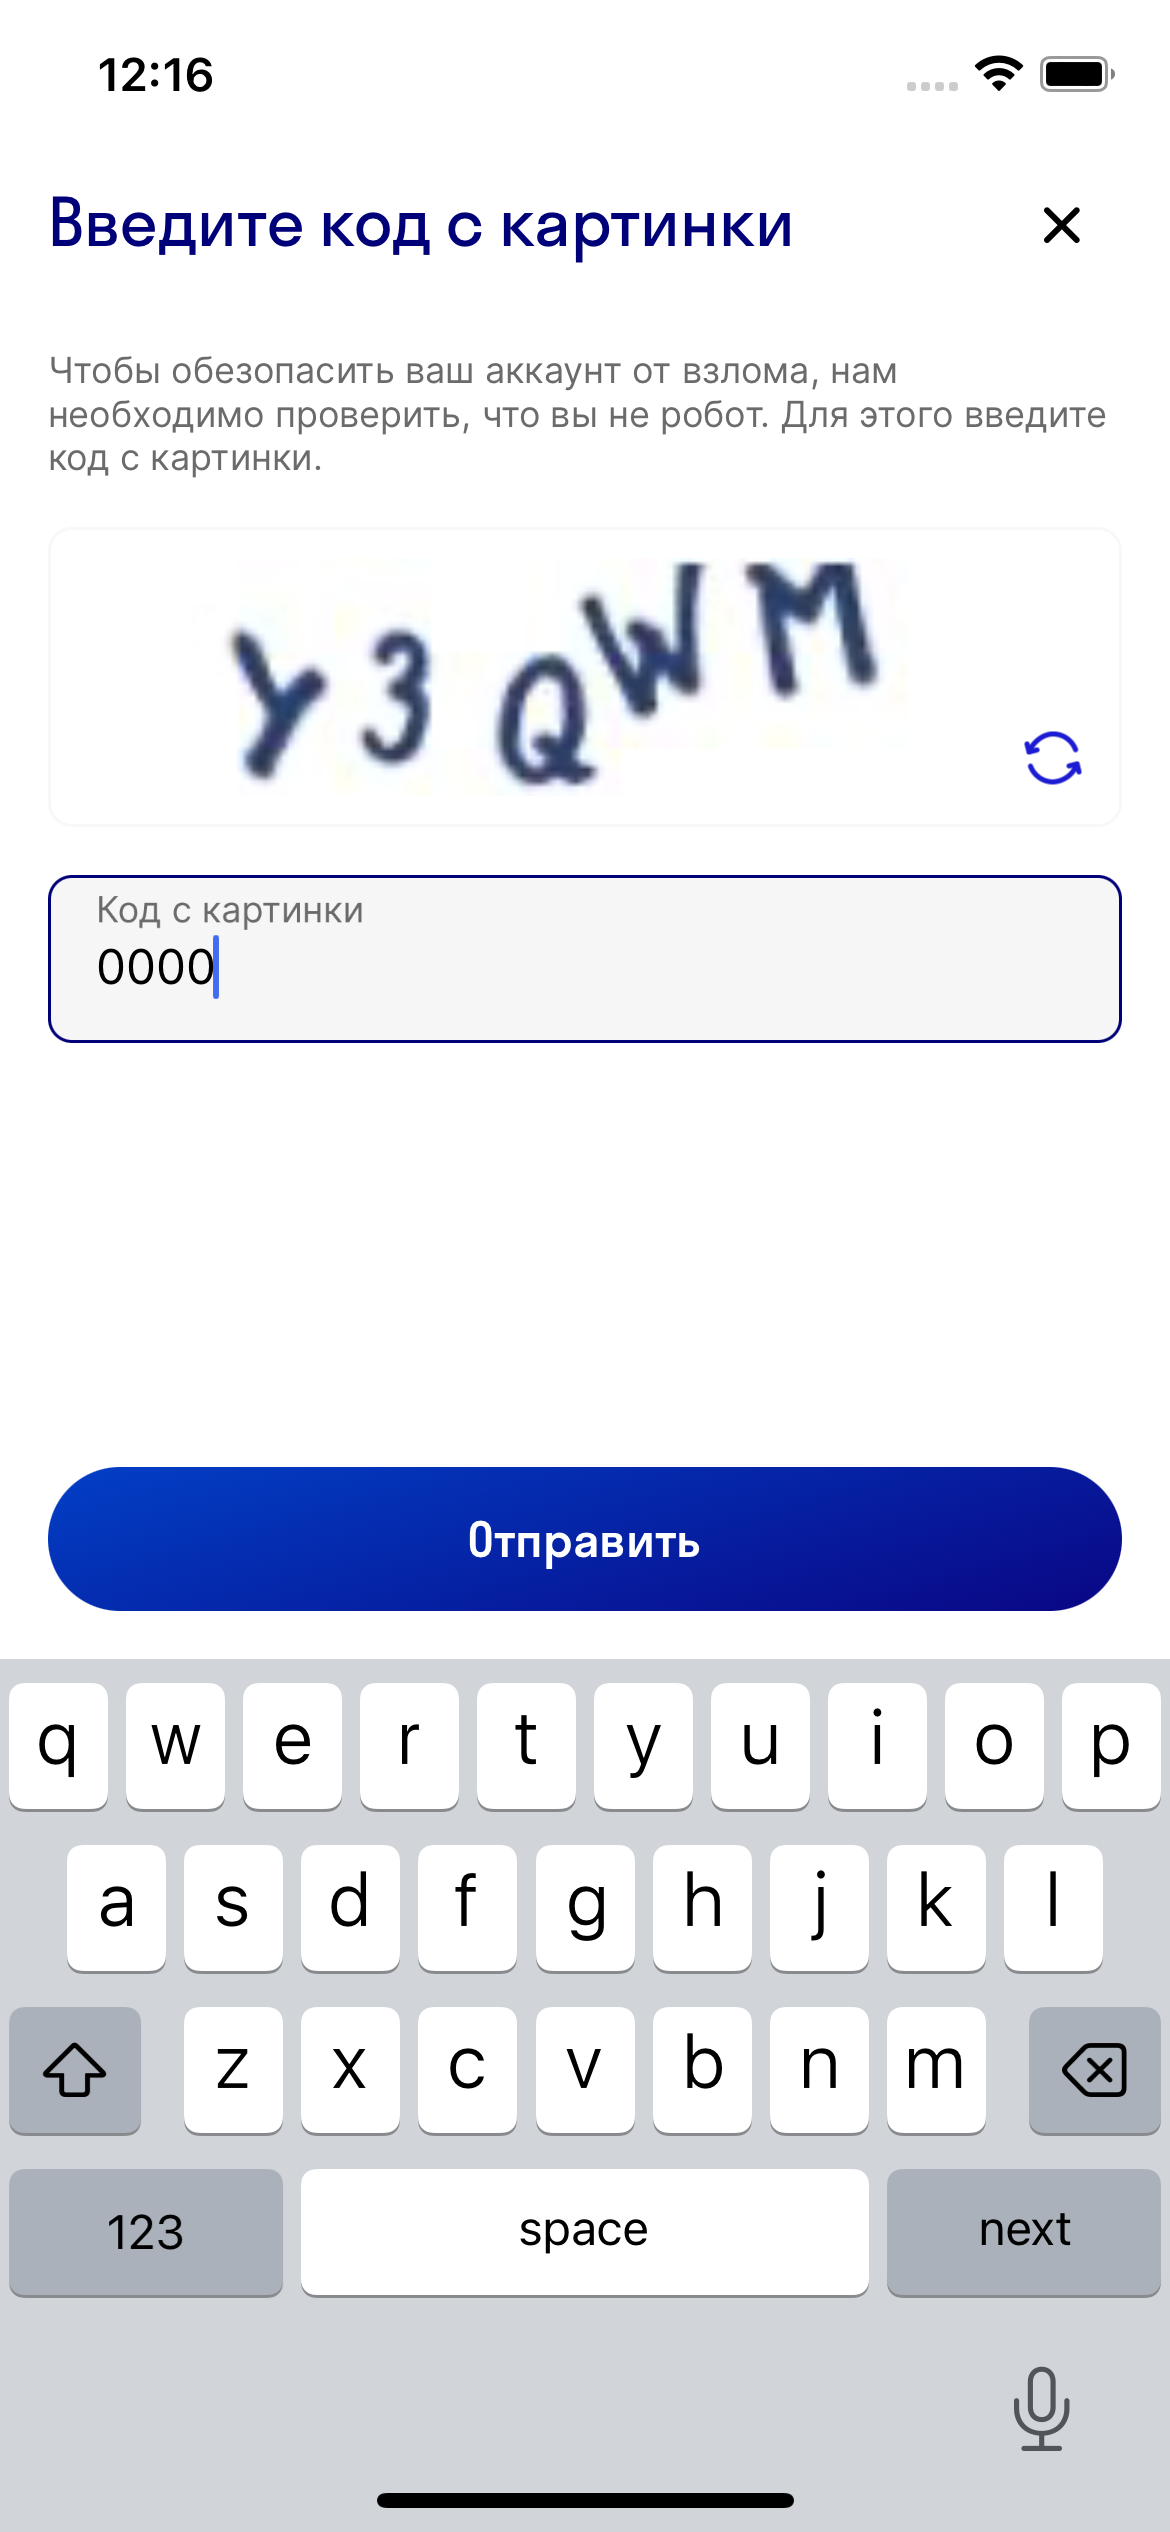 12:16
Введите код с картинки
Чтобы обезопасить ваш аккаунт от взлома, нам
необходимо проверить, что вы не робот. Для этого введите
код с картинки.
Y3QWM
Код с картинки
0000
Отправить
q w e r t y u i o p
a s d f g h j k l
z x c v b n m
123 space next